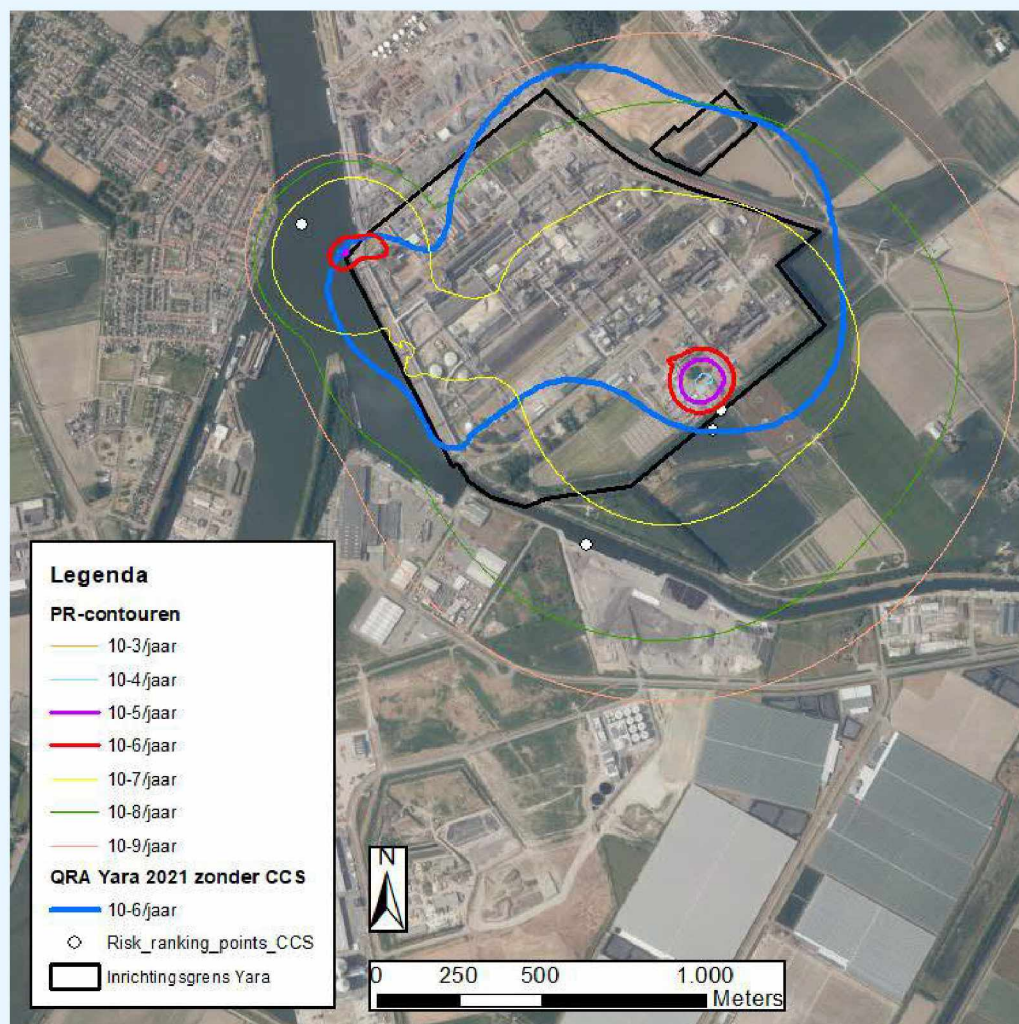 Legenda
PR-contouren
10-3/jaar
10-4/jaar
10-5/jaar
10-6/jaar
10-7/jaar
10-8/jaar
10-9/jaar
QRA Yara 2021 zonder CCS
10-6/jaar
Risk_ranking_points_CCS
Inrichtingsgrens Yara
N
0 250 500 1.000
Meters